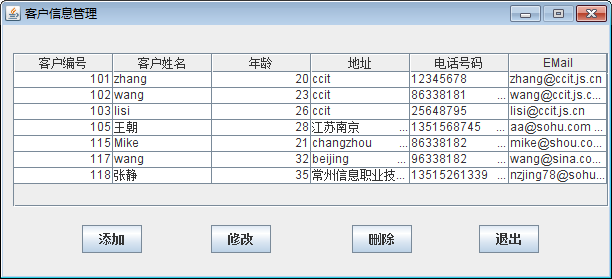 客户信息管理
客户编号 客户姓名 年龄 地址 电话号码 EMail
101 zhang 20 ccit 12345678 zhang@ccit.js.cn
102 wang 23 ccit 86338181 ... wang@ccit.js.c...
103 lisi 26 ccit 25648795 lisi@ccit.js.cn
105 王朝 28 江苏南京 ... 1351568745 ... aa@sohu.com ...
115 Mike 21 changzhou ... 86338182 ... mike@shou.co...
117 wang 32 beijing ... 96338182 ... wang@sina.co...
118 张静 35 常州信息职业技... 13515261339 ... nzjing78@sohu...
添加 修改 删除 退出